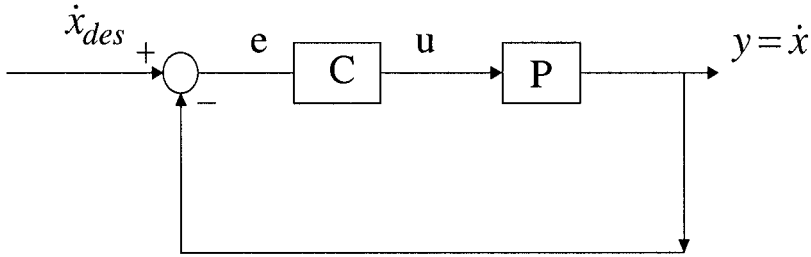 ẋ_des
+
−
e
C
u
P
y = ẋ